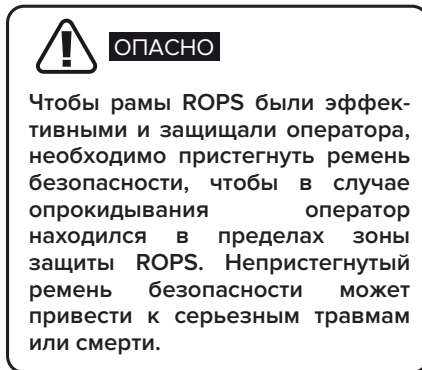 ОПАСНО
Чтобы рамы ROPS были эффек-
тивными и защищали оператора,
необходимо пристегнуть ремень
безопасности, чтобы в случае
опрокидывания оператор
находился в пределах зоны
защиты ROPS. Непристегнутый
ремень безопасности может
привести к серьезным травмам
или смерти.